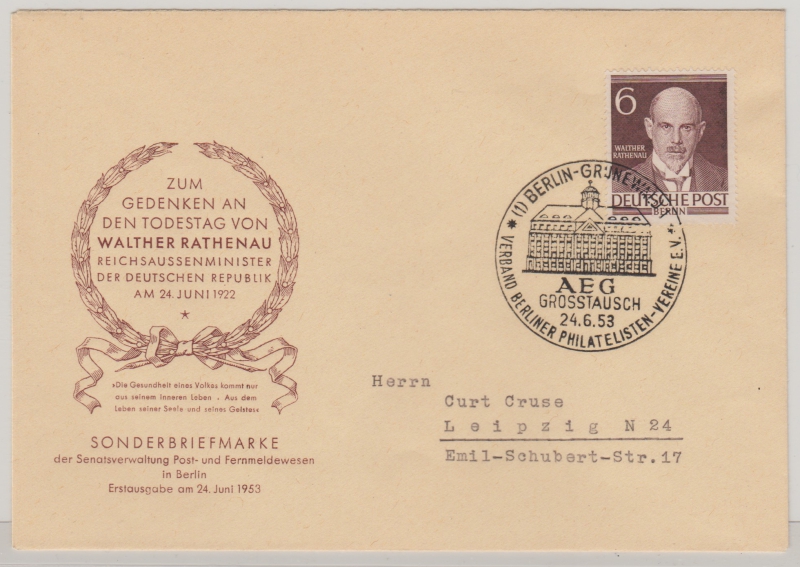 ZUM
GEDENKEN AN
DEN TODESTAG VON
WALTHER RATHENAU
REICHSAUSSENMINISTER
DER DEUTSCHEN REPUBLIK
AM 24. JUNI 1922
»Die Gesundheit eines Volkes kommt nur
aus seinem inneren Leben . Aus dem
Leben seiner Seele und seines Geistes«
SONDERBRIEFMARKE
der Senatsverwaltung Post- und Fernmeldewesen
in Berlin
Erstausgabe am 24. Juni 1953
6
WALTHER
RATHENAU
DEUTSCHE POST
BERLIN
(1) BERLIN-GRUNEWALD 1
AEG
GROSSTAUSCH
24.6.53
VERBAND BERLINER PHILATELISTEN-VEREINE E.V.
Herrn
Curt Cruse
Leipzig N 24
Emil-Schubert-Str.17